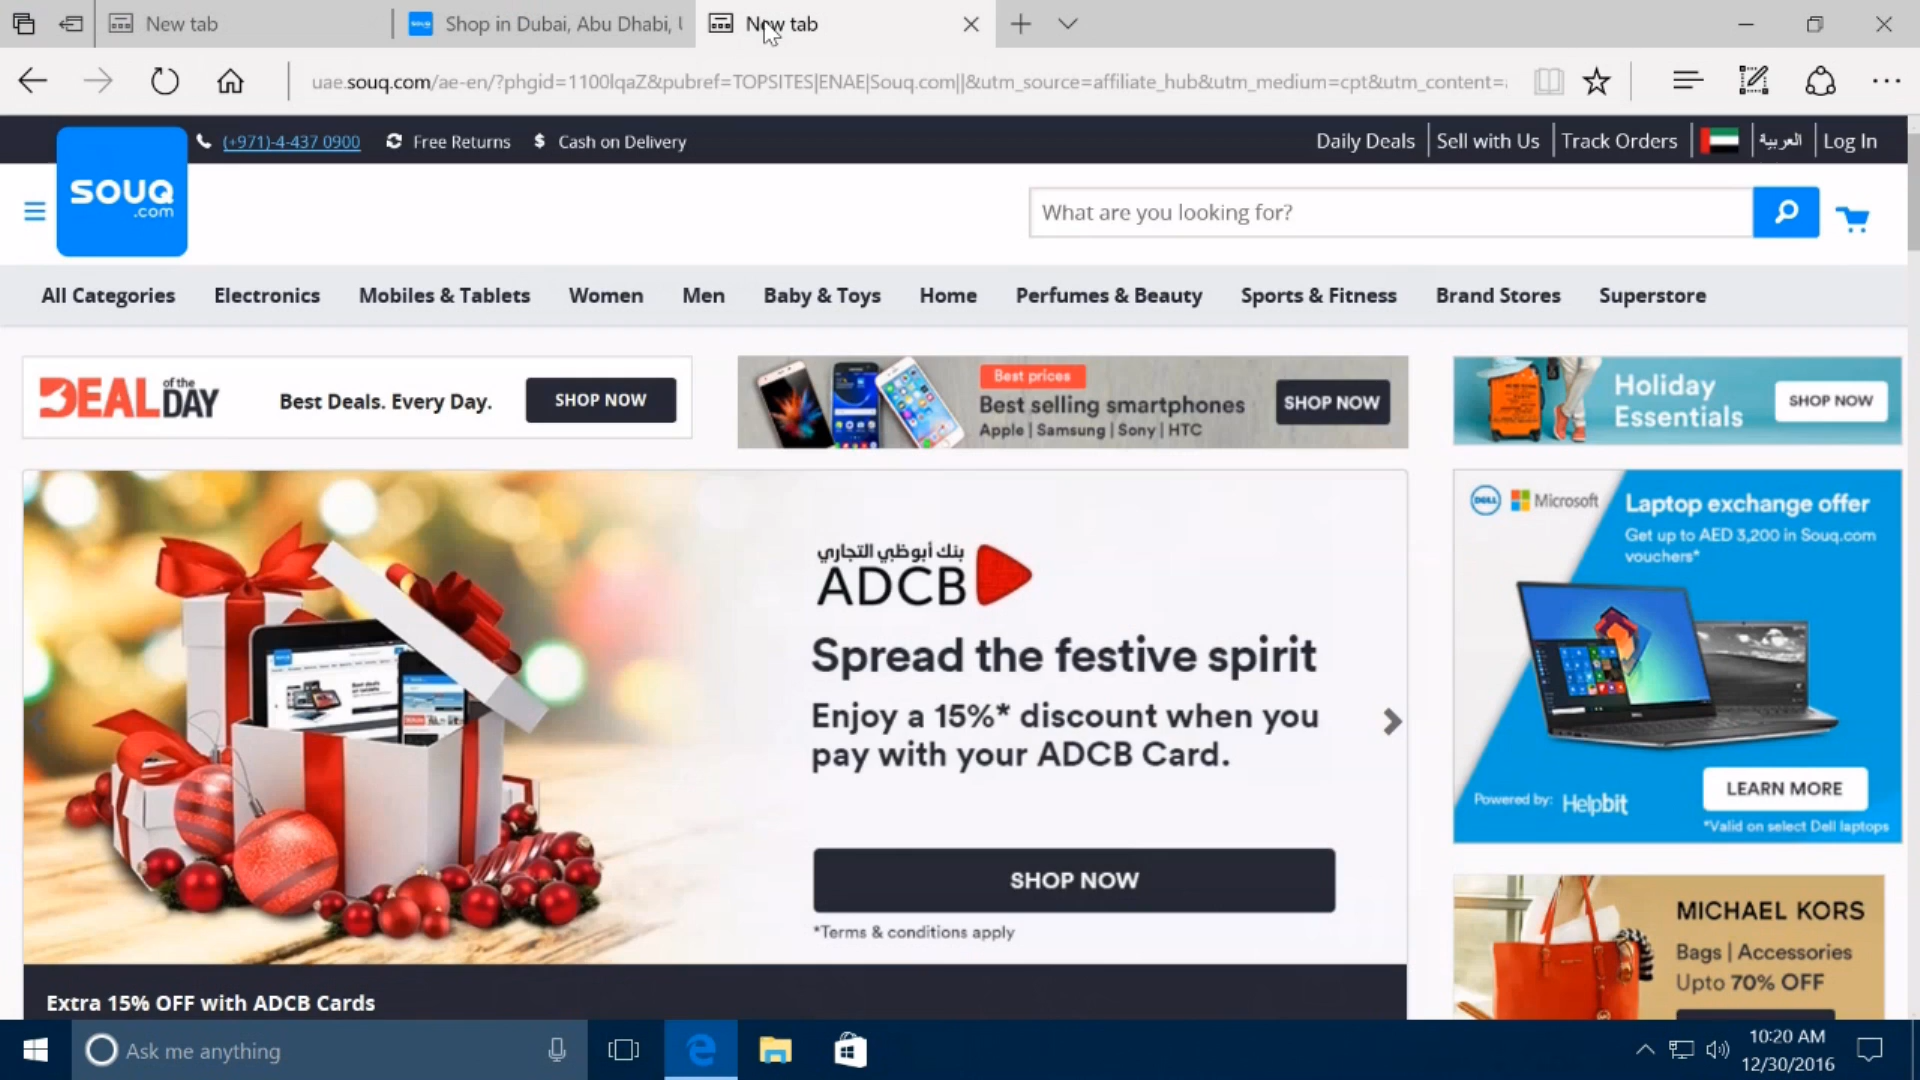 New tab
Shop in Dubai, Abu Dhabi, U
New tab
uae.souq.com/ae-en/?phgid=1100lqaZ&pubref=TOPSITES|ENAE|Souq.com||&utm_source=affiliate_hub&utm_medium=cpt&utm_content=
(+971)-4-437 0900
Free Returns
$ Cash on Delivery
Daily Deals
Sell with Us
Track Orders
العربية
Log In
SOUQ
.com
What are you looking for?
All Categories
Electronics
Mobiles & Tablets
Women
Men
Baby & Toys
Home
Perfumes & Beauty
Sports & Fitness
Brand Stores
Superstore
DEAL of the DAY
Best Deals. Every Day.
SHOP NOW
Best prices
Best selling smartphones
Apple | Samsung | Sony | HTC
SHOP NOW
Holiday
Essentials
SHOP NOW
بنك أبوظبي التجاري
ADCB
Spread the festive spirit
Enjoy a 15%* discount when you
pay with your ADCB Card.
SHOP NOW
*Terms & conditions apply
Extra 15% OFF with ADCB Cards
DELL
Microsoft
Laptop exchange offer
Get up to AED 3,200 in Souq.com
vouchers*
Powered by: Helpbit
LEARN MORE
*Valid on select Dell laptops
MICHAEL KORS
Bags | Accessories
Upto 70% OFF
Ask me anything
10:20 AM
12/30/2016